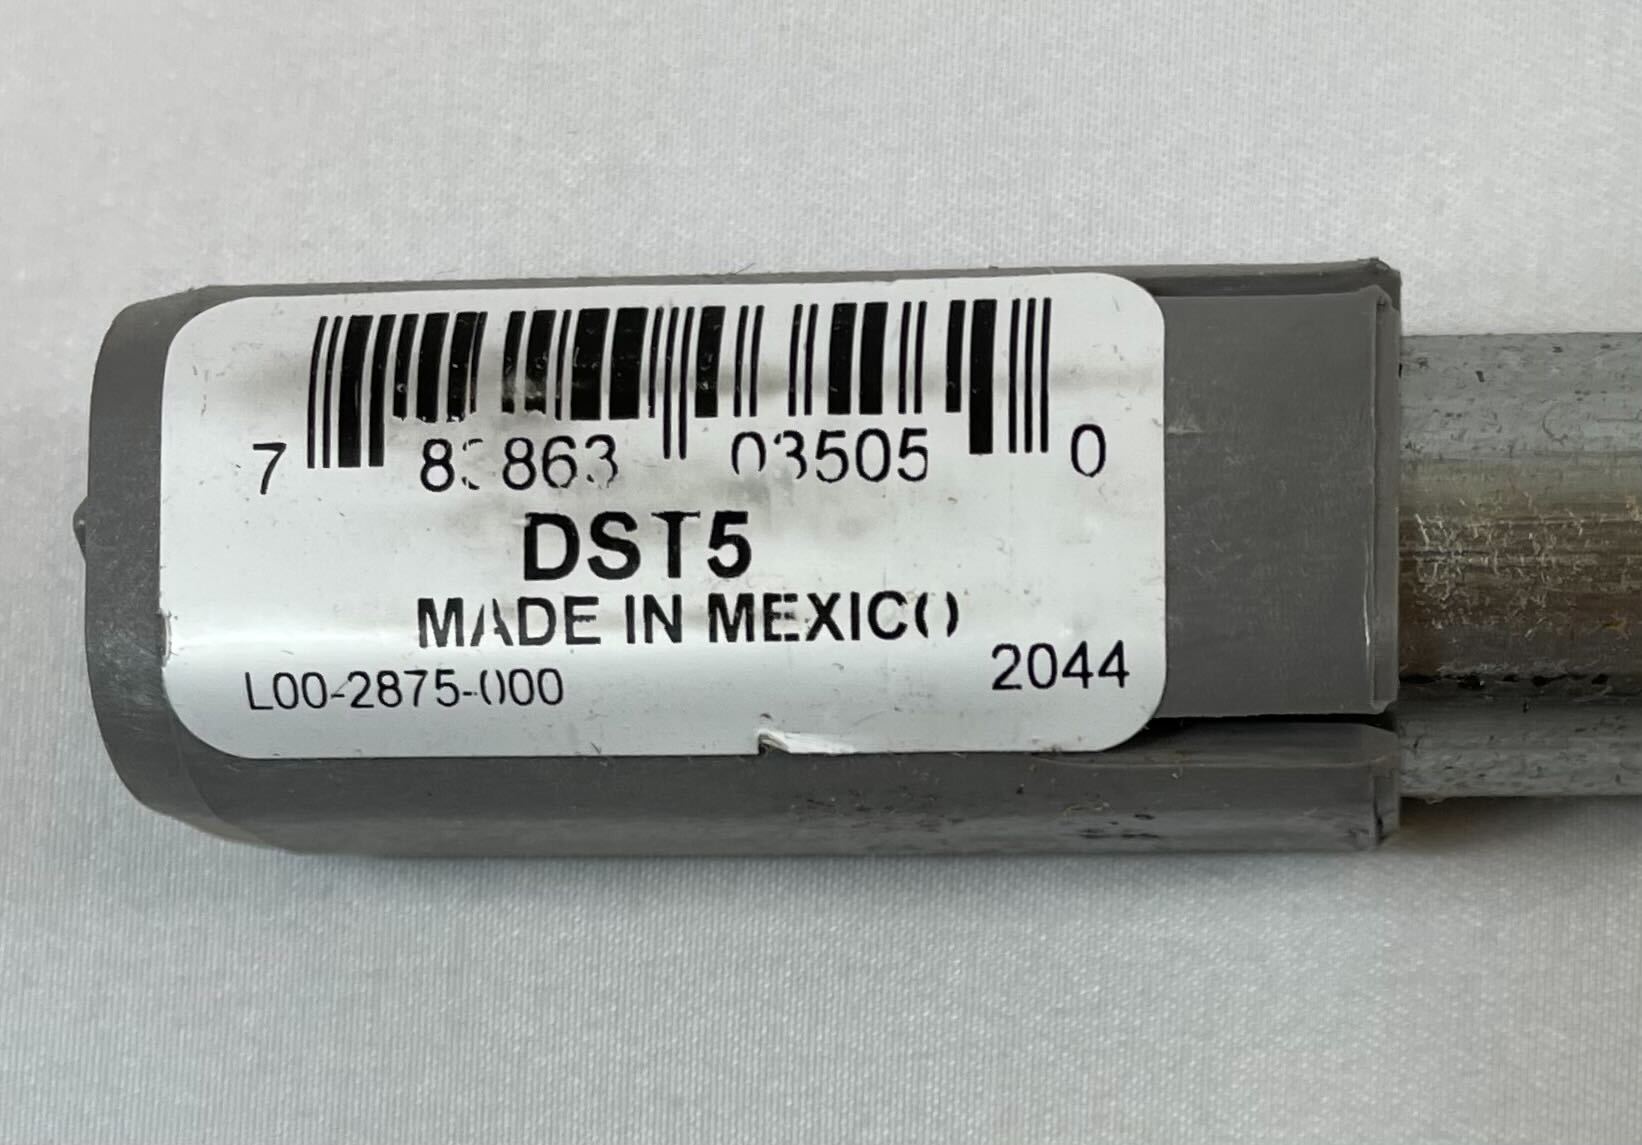 7 83863 03505 0
DST5
MADE IN MEXICO
L00-2875-000
2044